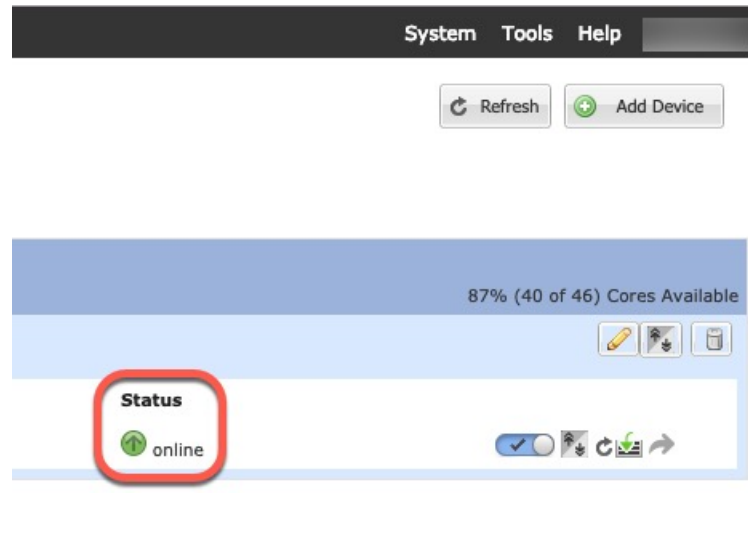 System Tools Help
Refresh Add Device
87% (40 of 46) Cores Available
Status
online